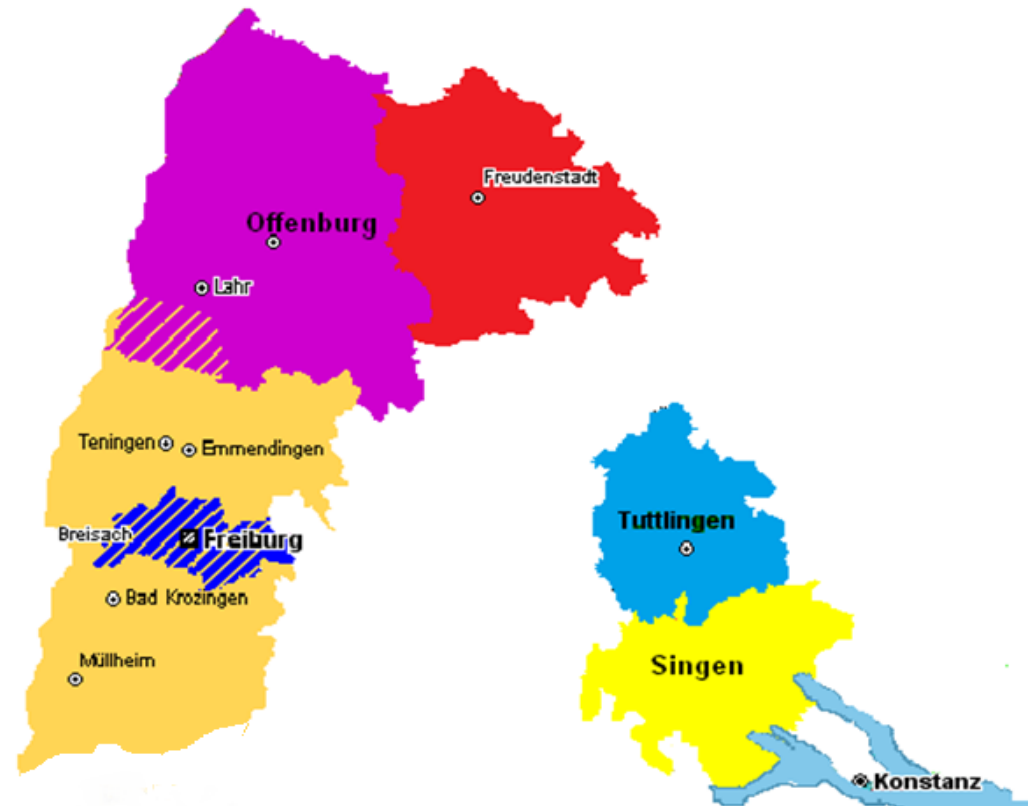 Freudenstadt
Offenburg
Lahr
Teningen
Emmendingen
Breisach
Freiburg
Tuttlingen
Bad Krozingen
Müllheim
Singen
Konstanz